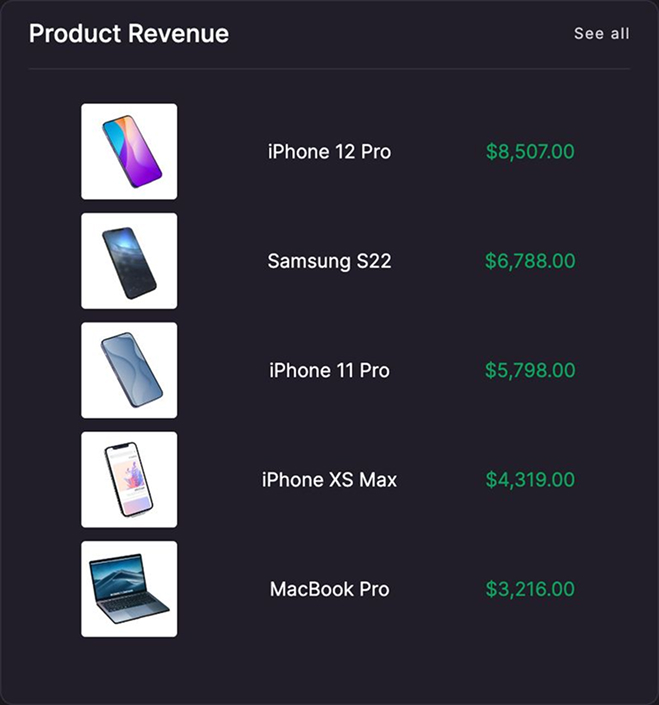 Product Revenue
See all
iPhone 12 Pro $8,507.00
Samsung S22 $6,788.00
iPhone 11 Pro $5,798.00
iPhone XS Max $4,319.00
MacBook Pro $3,216.00